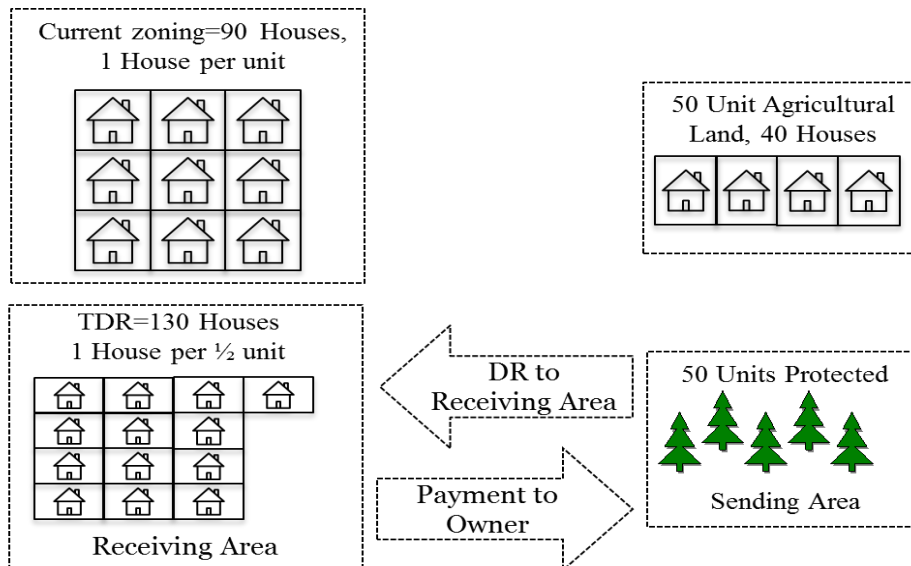 Current zoning=90 Houses,
1 House per unit
50 Unit Agricultural
Land, 40 Houses
TDR=130 Houses
1 House per ½ unit
Receiving Area
DR to
Receiving Area
Payment to
Owner
50 Units Protected
Sending Area